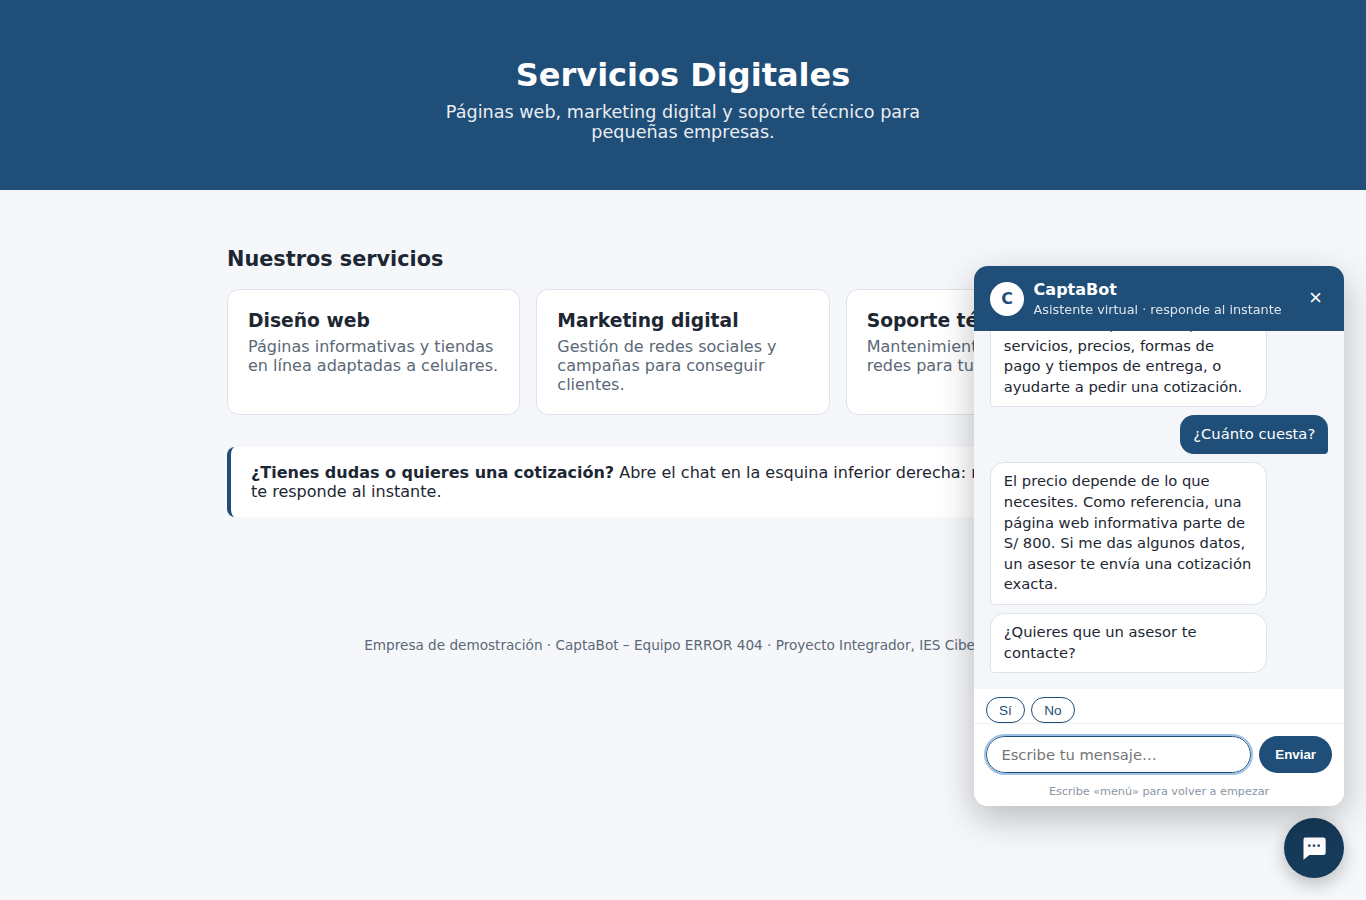 Servicios Digitales
Páginas web, marketing digital y soporte técnico para
pequeñas empresas.
Nuestros servicios
Diseño web
Páginas informativas y tiendas
en línea adaptadas a celulares.
Marketing digital
Gestión de redes sociales y
campañas para conseguir
clientes.
Soporte
redes para tu
¿Tienes dudas o quieres una cotización? Abre el chat en la esquina inferior derecha:
te responde al instante.
Empresa de demostración · CaptaBot – Equipo ERROR 404 · Proyecto Integrador, IES
C
CaptaBot
Asistente virtual · responde al instante
✕
servicios, precios, formas de
pago y tiempos de entrega, o
ayudarte a pedir una cotización.
¿Cuánto cuesta?
El precio depende de lo que
necesites. Como referencia, una
página web informativa parte de
S/ 800. Si me das algunos datos,
un asesor te envía una cotización
exacta.
¿Quieres que un asesor te
contacte?
Sí
No
Escribe tu mensaje...
Enviar
Escribe «menú» para volver a empezar